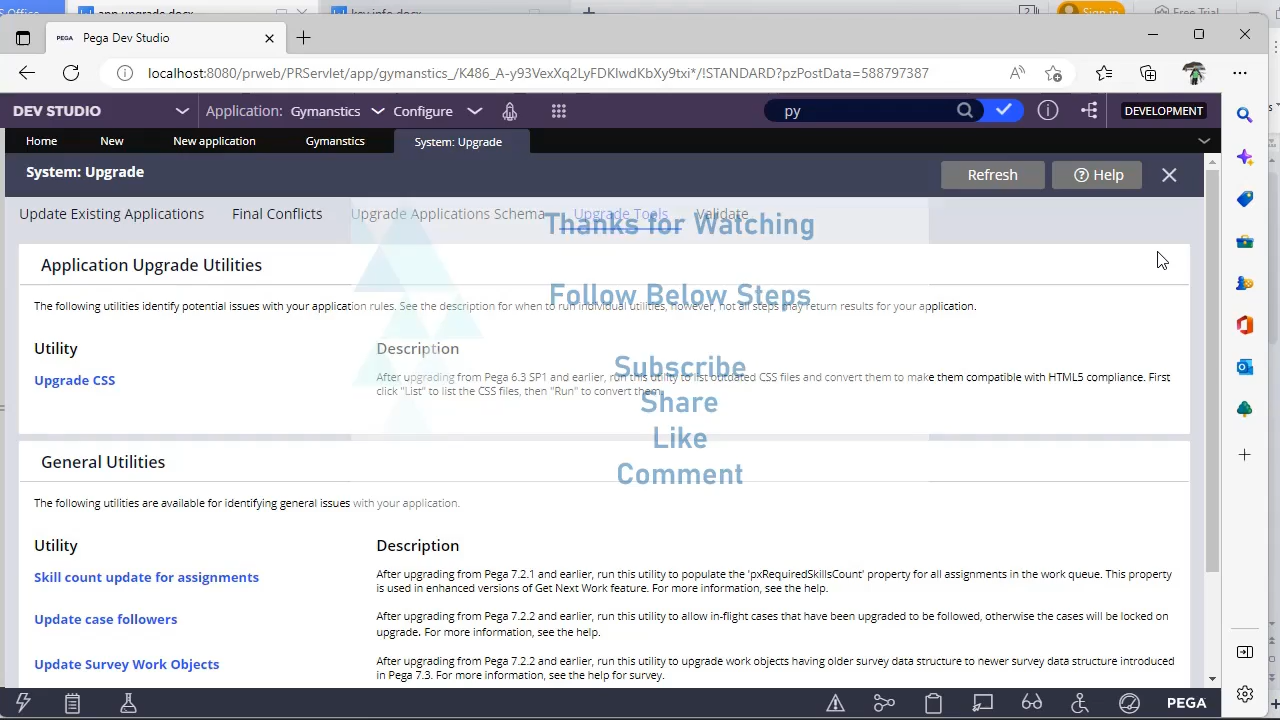 app upgrade.docx
key info.docx
Sign in
Free Trial
PEGA Pega Dev Studio
localhost:8080/prweb/PRServlet/app/gymanstics_/K486_A-y93VexXq2LyFDKlwdKbXy9txi*/!STANDARD?pzPostData=588797387
DEV STUDIO
Application: Gymanstics
Configure
py
DEVELOPMENT
Home
New
New application
Gymanstics
System: Upgrade
System: Upgrade
Refresh
Help
Update Existing Applications
Final Conflicts
Upgrade Applications Schema
Upgrade Tools
Validate
Thanks for Watching
Application Upgrade Utilities
Follow Below Steps
The following utilities identify potential issues with your application rules. See the description for when to run individual utilities, however, not all steps may return results for your application.
Utility
Description
Subscribe
Upgrade CSS
After upgrading from Pega 6.3 SP1 and earlier, run this utility to list outdated CSS files and convert them to make them compatible with HTML5 compliance. First
click "List" to list the CSS files, then "Run" to convert them.
Share
Like
General Utilities
Comment
The following utilities are available for identifying general issues with your application.
Utility
Description
Skill count update for assignments
After upgrading from Pega 7.2.1 and earlier, run this utility to populate the 'pxRequiredSkillsCount' property for all assignments in the work queue. This property
is used in enhanced versions of Get Next Work feature. For more information, see the help.
Update case followers
After upgrading from Pega 7.2.2 and earlier, run this utility to allow in-flight cases that have been upgraded to be followed, otherwise the cases will be locked on
upgrade. For more information, see the help.
Update Survey Work Objects
After upgrading from Pega 7.2.2 and earlier, run this utility to upgrade work objects having older survey data structure to newer survey data structure introduced
in Pega 7.3. For more information, see the help for survey.
PEGA